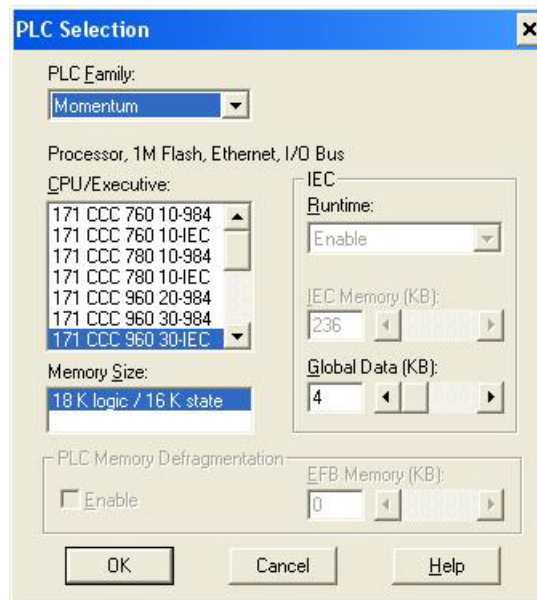 PLC Selection
PLC Family:
Momentum
Processor, 1M Flash, Ethernet, I/O Bus
CPU/Executive:
171 CCC 760 10-984
171 CCC 760 10-IEC
171 CCC 780 10-984
171 CCC 780 10-IEC
171 CCC 960 20-984
171 CCC 960 30-984
171 CCC 960 30-IEC
Memory Size:
18 K logic / 16 K state
IEC
Runtime:
Enable
IEC Memory (KB):
236
Global Data (KB):
4
PLC Memory Defragmentation
Enable
EFB Memory (KB):
0
OK
Cancel
Help